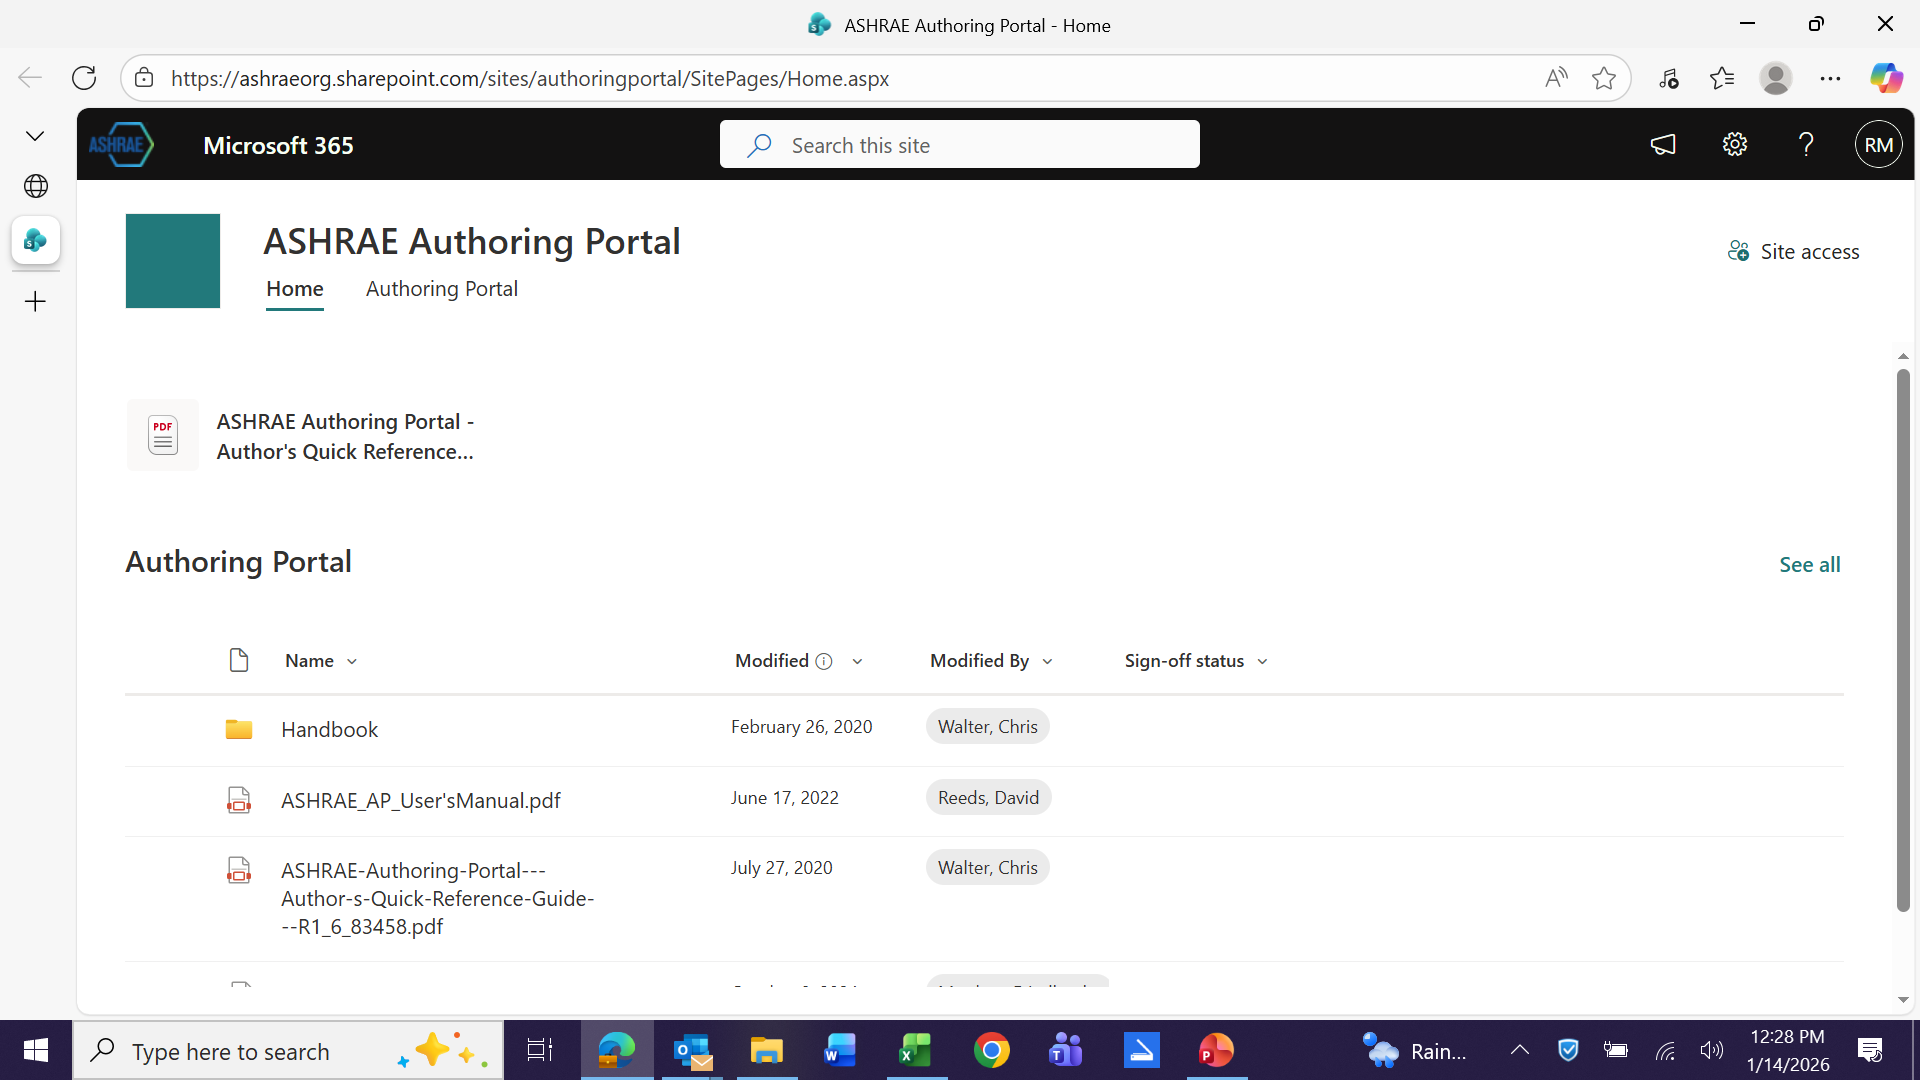 ASHRAE Authoring Portal - Home
https://ashraeorg.sharepoint.com/sites/authoringportal/SitePages/Home.aspx
ASHRAE
Microsoft 365
Search this site
RM
ASHRAE Authoring Portal
Site access
Home
Authoring Portal
PDF
ASHRAE Authoring Portal -
Author's Quick Reference...
Authoring Portal
See all
Name
Modified
Modified By
Sign-off status
Handbook
February 26, 2020
Walter, Chris
ASHRAE_AP_User'sManual.pdf
June 17, 2022
Reeds, David
ASHRAE-Authoring-Portal---
Author-s-Quick-Reference-Guide-
--R1_6_83458.pdf
July 27, 2020
Walter, Chris
Type here to search
Rain...
12:28 PM
1/14/2026